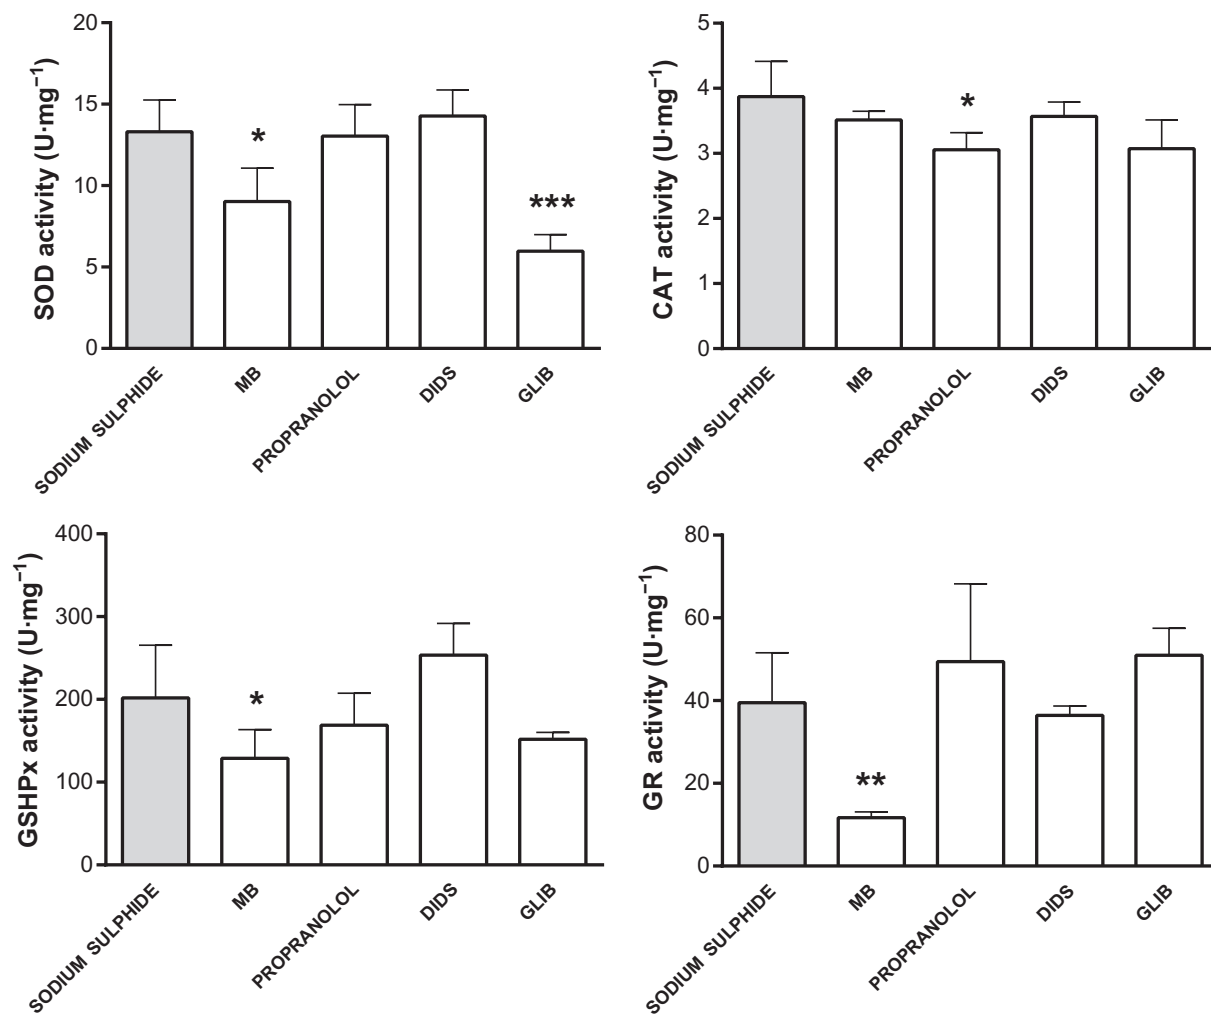 SOD activity (U·mg⁻¹)
20
15
10
5
0
*
***
SODIUM SULPHIDE
MB
PROPRANOLOL
DIDS
GLIB
CAT activity (U·mg⁻¹)
5
4
3
2
1
0
*
SODIUM SULPHIDE
MB
PROPRANOLOL
DIDS
GLIB
GSHPx activity (U·mg⁻¹)
400
300
200
100
0
*
SODIUM SULPHIDE
MB
PROPRANOLOL
DIDS
GLIB
GR activity (U·mg⁻¹)
80
60
40
20
0
**
SODIUM SULPHIDE
MB
PROPRANOLOL
DIDS
GLIB